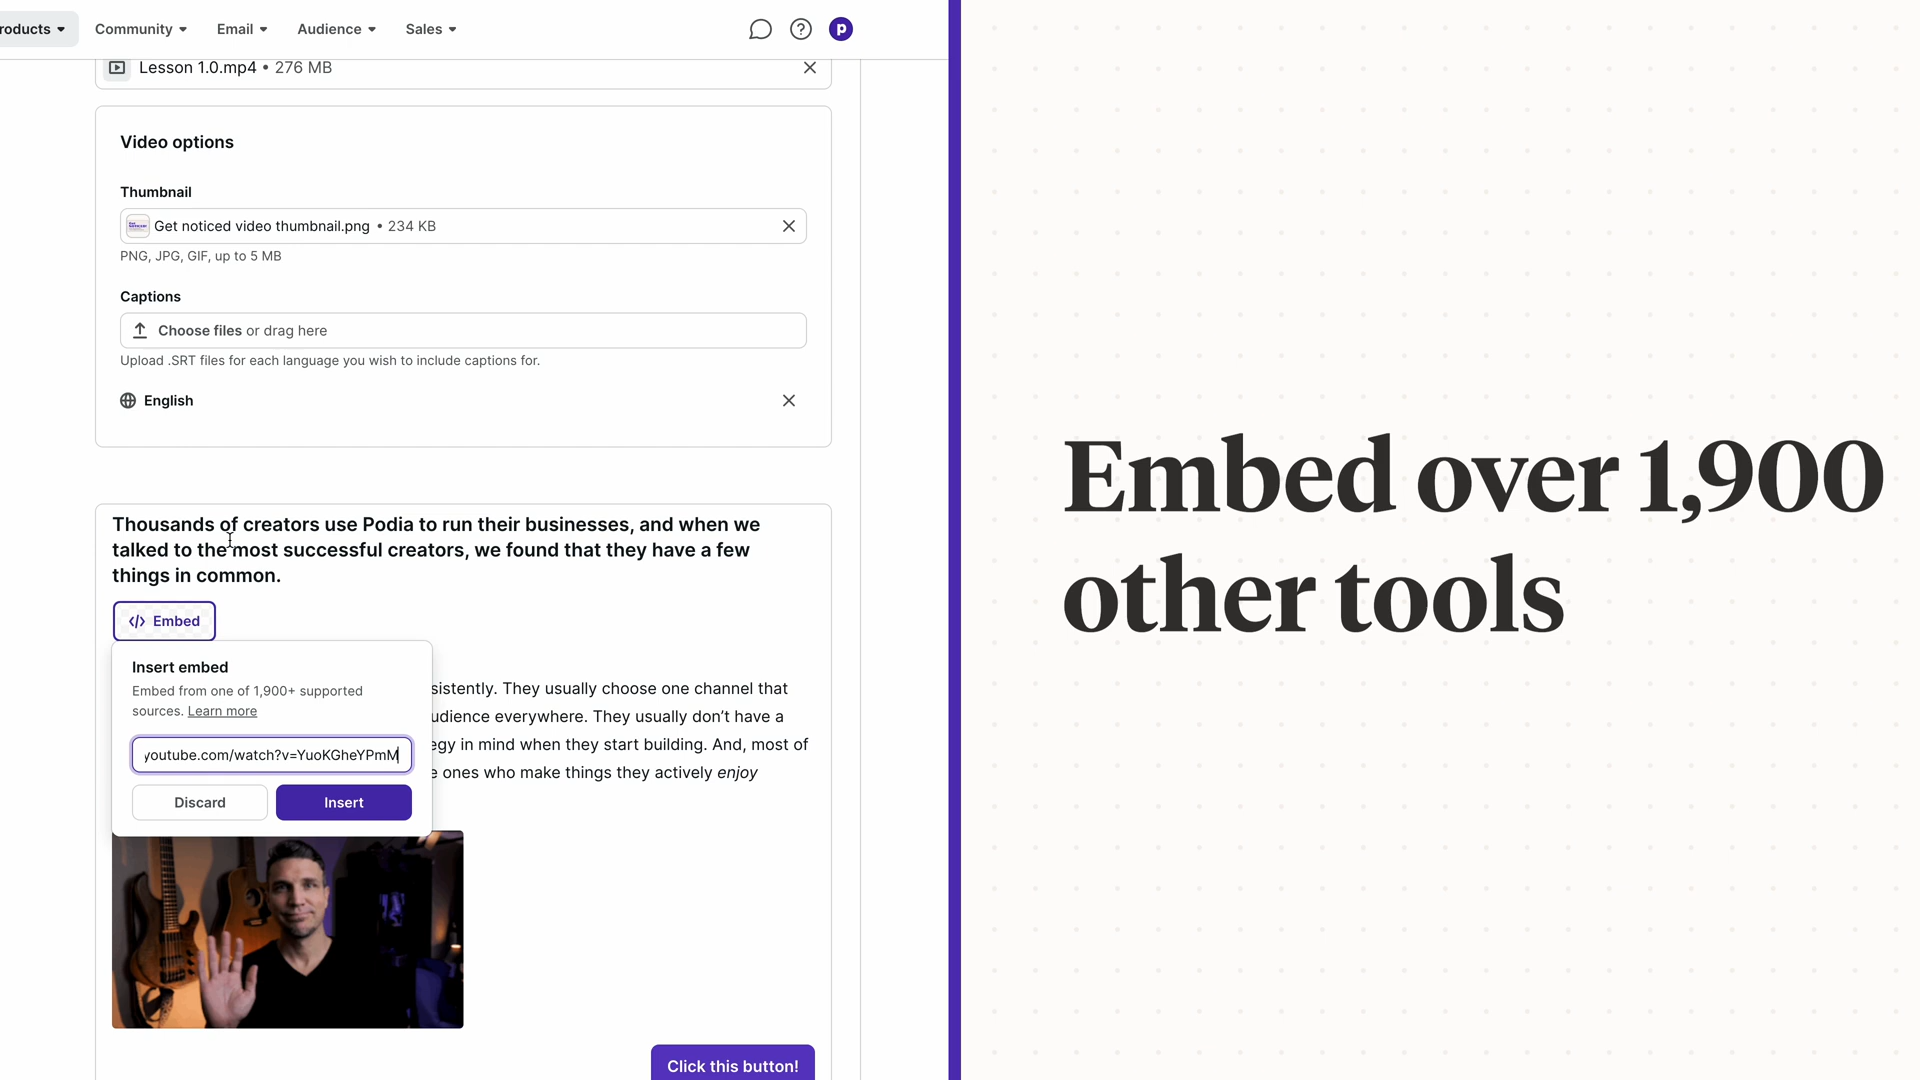 roducts
Community
Email
Audience
Sales
p
Lesson 1.0.mp4 • 276 MB
Video options
Thumbnail
Get noticed video thumbnail.png • 234 KB
PNG, JPG, GIF, up to 5 MB
Captions
Choose files or drag here
Upload .SRT files for each language you wish to include captions for.
English
Thousands of creators use Podia to run their businesses, and when we
talked to the most successful creators, we found that they have a few
things in common.
</> Embed
Insert embed
Embed from one of 1,900+ supported
sources. Learn more
youtube.com/watch?v=YuoKGheYPmM
Discard
Insert
sistently. They usually choose one channel that
udience everywhere. They usually don’t have a
egy in mind when they start building. And, most of
e ones who make things they actively enjoy
Click this button!
Embed over 1,900
other tools